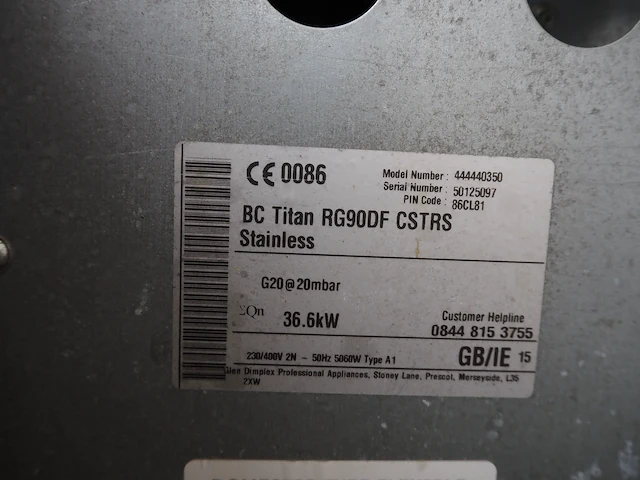 CE 0086
Model Number : 444440350
Serial Number : 50125097
PIN Code : 86CL81
BC Titan RG90DF CSTRS
Stainless
G20@20mbar
ΣQn 36.6kW
Customer Helpline
0844 815 3755
230/400V 2N - 50Hz 5060W Type A1
GB/IE 15
Glen Dimplex Professional Appliances, Stoney Lane, Prescot, Merseyside, L35
2XW